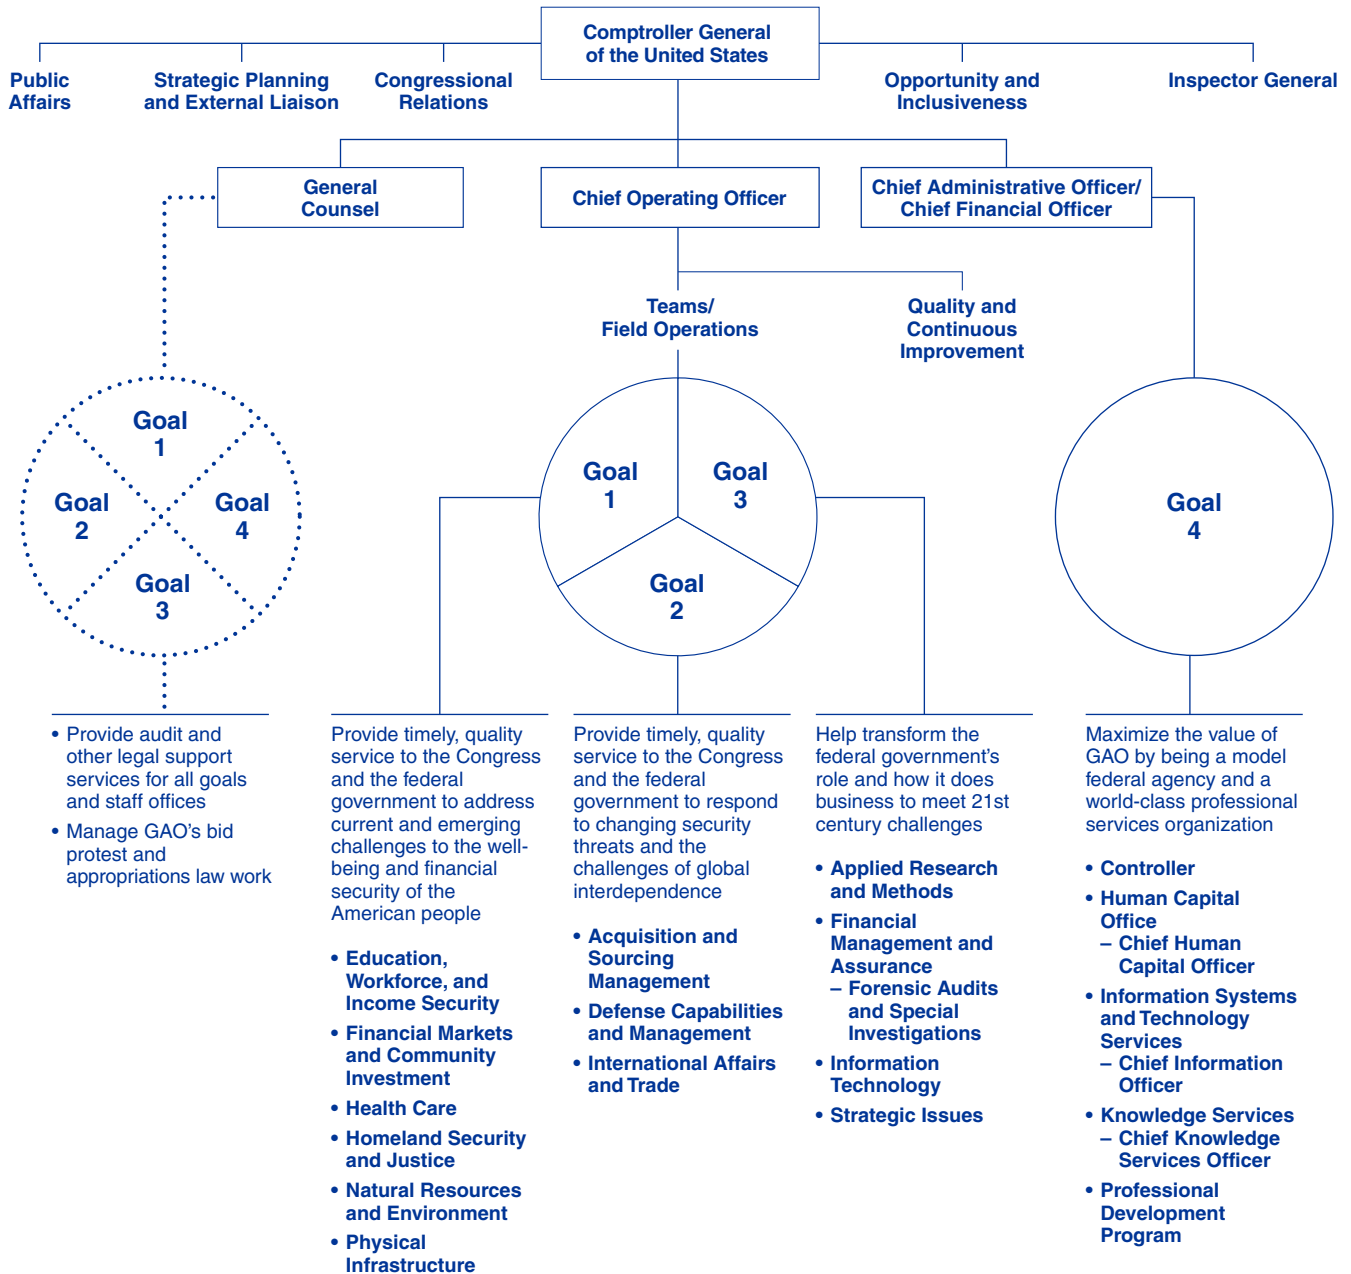 Comptroller General
of the United States
Public
Affairs
Strategic Planning
and External Liaison
Congressional
Relations
Opportunity and
Inclusiveness
Inspector General
General
Counsel
Chief Operating Officer
Chief Administrative Officer/
Chief Financial Officer
Teams/
Field Operations
Quality and
Continuous
Improvement
Goal
1
Goal
2
Goal
4
Goal
3
Goal
1
Goal
3
Goal
2
Goal
4
• Provide audit and
other legal support
services for all goals
and staff offices
• Manage GAO’s bid
protest and
appropriations law work
Provide timely, quality
service to the Congress
and the federal
government to address
current and emerging
challenges to the well-
being and financial
security of the
American people
• Education,
Workforce, and
Income Security
• Financial Markets
and Community
Investment
• Health Care
• Homeland Security
and Justice
• Natural Resources
and Environment
• Physical
Infrastructure
Provide timely, quality
service to the Congress
and the federal
government to respond
to changing security
threats and the
challenges of global
interdependence
• Acquisition and
Sourcing
Management
• Defense Capabilities
and Management
• International Affairs
and Trade
Help transform the
federal government’s
role and how it does
business to meet 21st
century challenges
• Applied Research
and Methods
• Financial
Management and
Assurance
– Forensic Audits
and Special
Investigations
• Information
Technology
• Strategic Issues
Maximize the value of
GAO by being a model
federal agency and a
world-class professional
services organization
• Controller
• Human Capital
Office
– Chief Human
Capital Officer
• Information Systems
and Technology
Services
– Chief Information
Officer
• Knowledge Services
– Chief Knowledge
Services Officer
• Professional
Development
Program